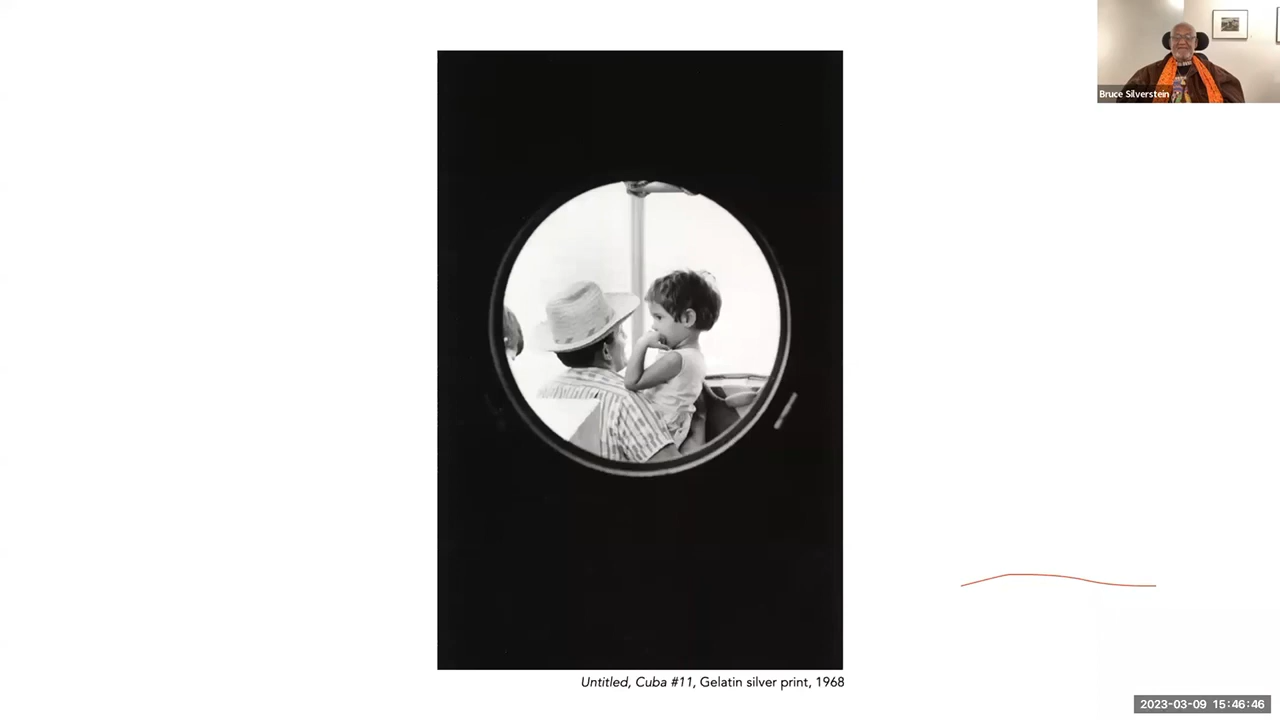 Bruce Silverstein
Untitled, Cuba #11, Gelatin silver print, 1968
2023-03-09 15:46:46